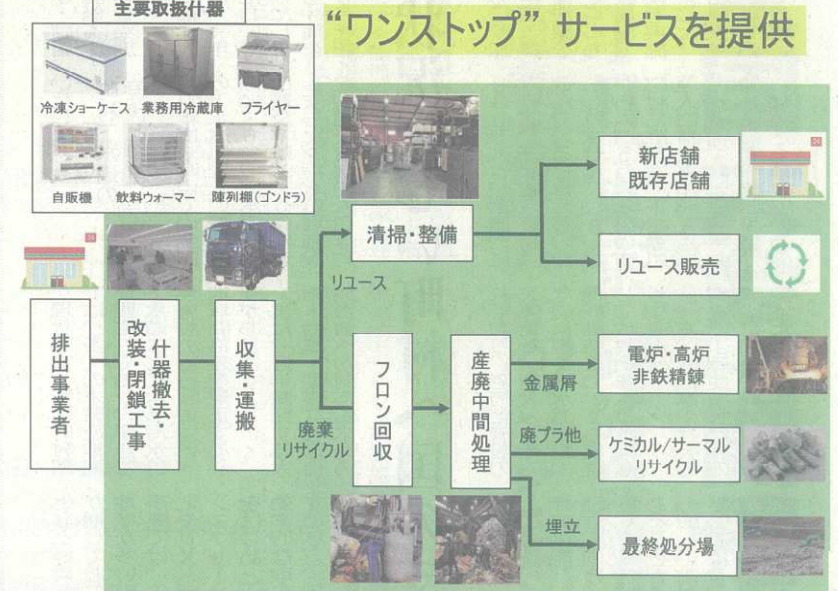 主要取扱什器
“ワンストップ” サービスを提供
冷凍ショーケース 業務用冷蔵庫 フライヤー
自販機 飲料ウォーマー 陳列棚(ゴンドラ)
新店舗
既存店舗
清掃・整備
リユース販売
リユース
排出事業者
什器撤去・
改装・閉鎖工事
収集・運搬
廃棄
リサイクル
フロン回収
産廃中間処理
金属屑
電炉・高炉
非鉄精錬
廃プラ他
ケミカル/サーマル
リサイクル
埋立
最終処分場